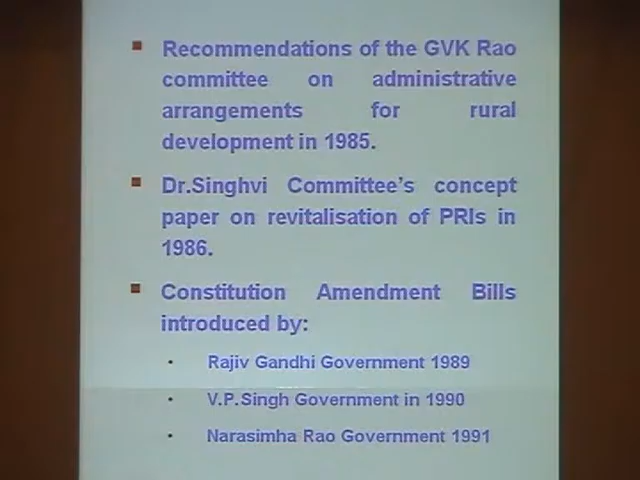 Recommendations of the GVK Rao
committee on administrative
arrangements for rural
development in 1985.
Dr.Singhvi Committee's concept
paper on revitalisation of PRIs in
1986.
Constitution Amendment Bills
introduced by:
Rajiv Gandhi Government 1989
V.P.Singh Government in 1990
Narasimha Rao Government 1991